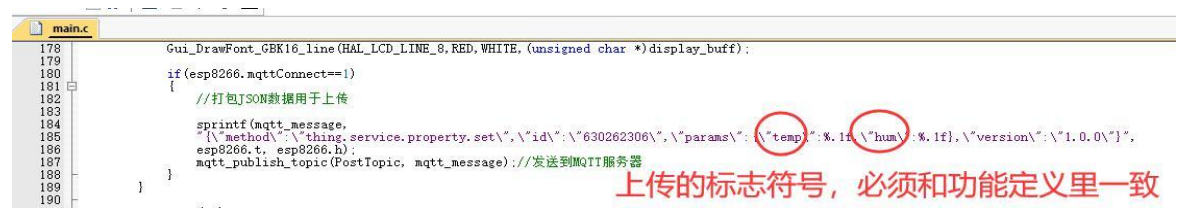 main.c
178 Gui_DrawFont_GBK16_line(HAL_LCD_LINE_8,RED,WHITE,(unsigned char *)display_buff);
179
180 if(esp8266.mqttConnect==1)
181 {
182 //打包JSON数据用于上传
183
184 sprintf(mqtt_message,
185 "{\"method\":\"thing.service.property.set\",\"id\":\"630262306\",\"params\":{\"temp\":%.1f,\"hum\":%.1f},\"version\":\"1.0.0\"}",
186 esp8266.t, esp8266.h);
187 mqtt_publish_topic(PostTopic, mqtt_message);//发送到MQTT服务器
188 }
189 }
190
上传的标志符号，必须和功能定义里一致